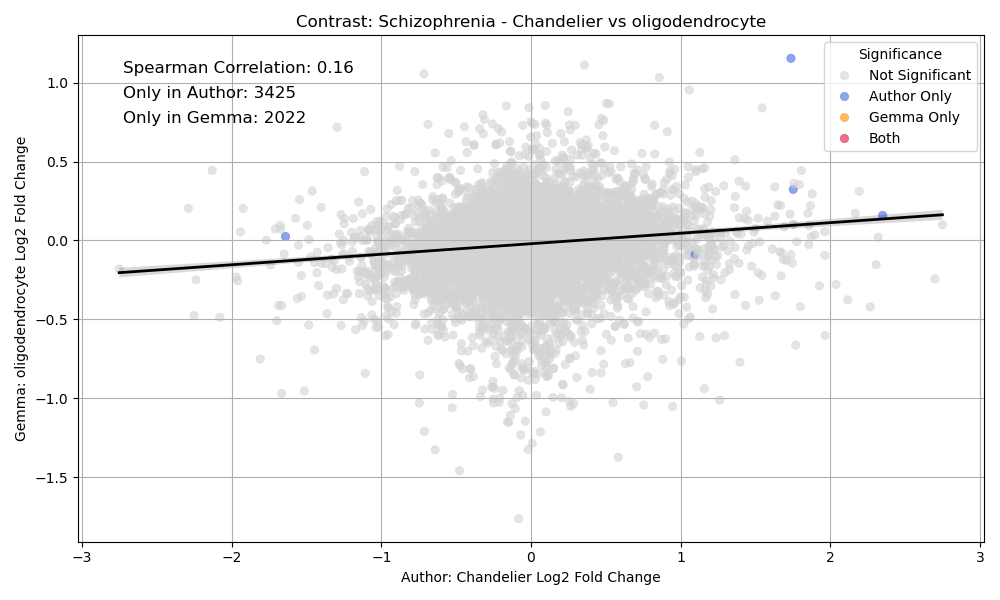 Contrast: Schizophrenia - Chandelier vs oligodendrocyte
Spearman Correlation: 0.16
Only in Author: 3425
Only in Gemma: 2022
Significance
Not Significant
Author Only
Gemma Only
Both
Gemma: oligodendrocyte Log2 Fold Change
1.0
0.5
0.0
−0.5
−1.0
−1.5
−3 −2 −1 0 1 2 3
Author: Chandelier Log2 Fold Change